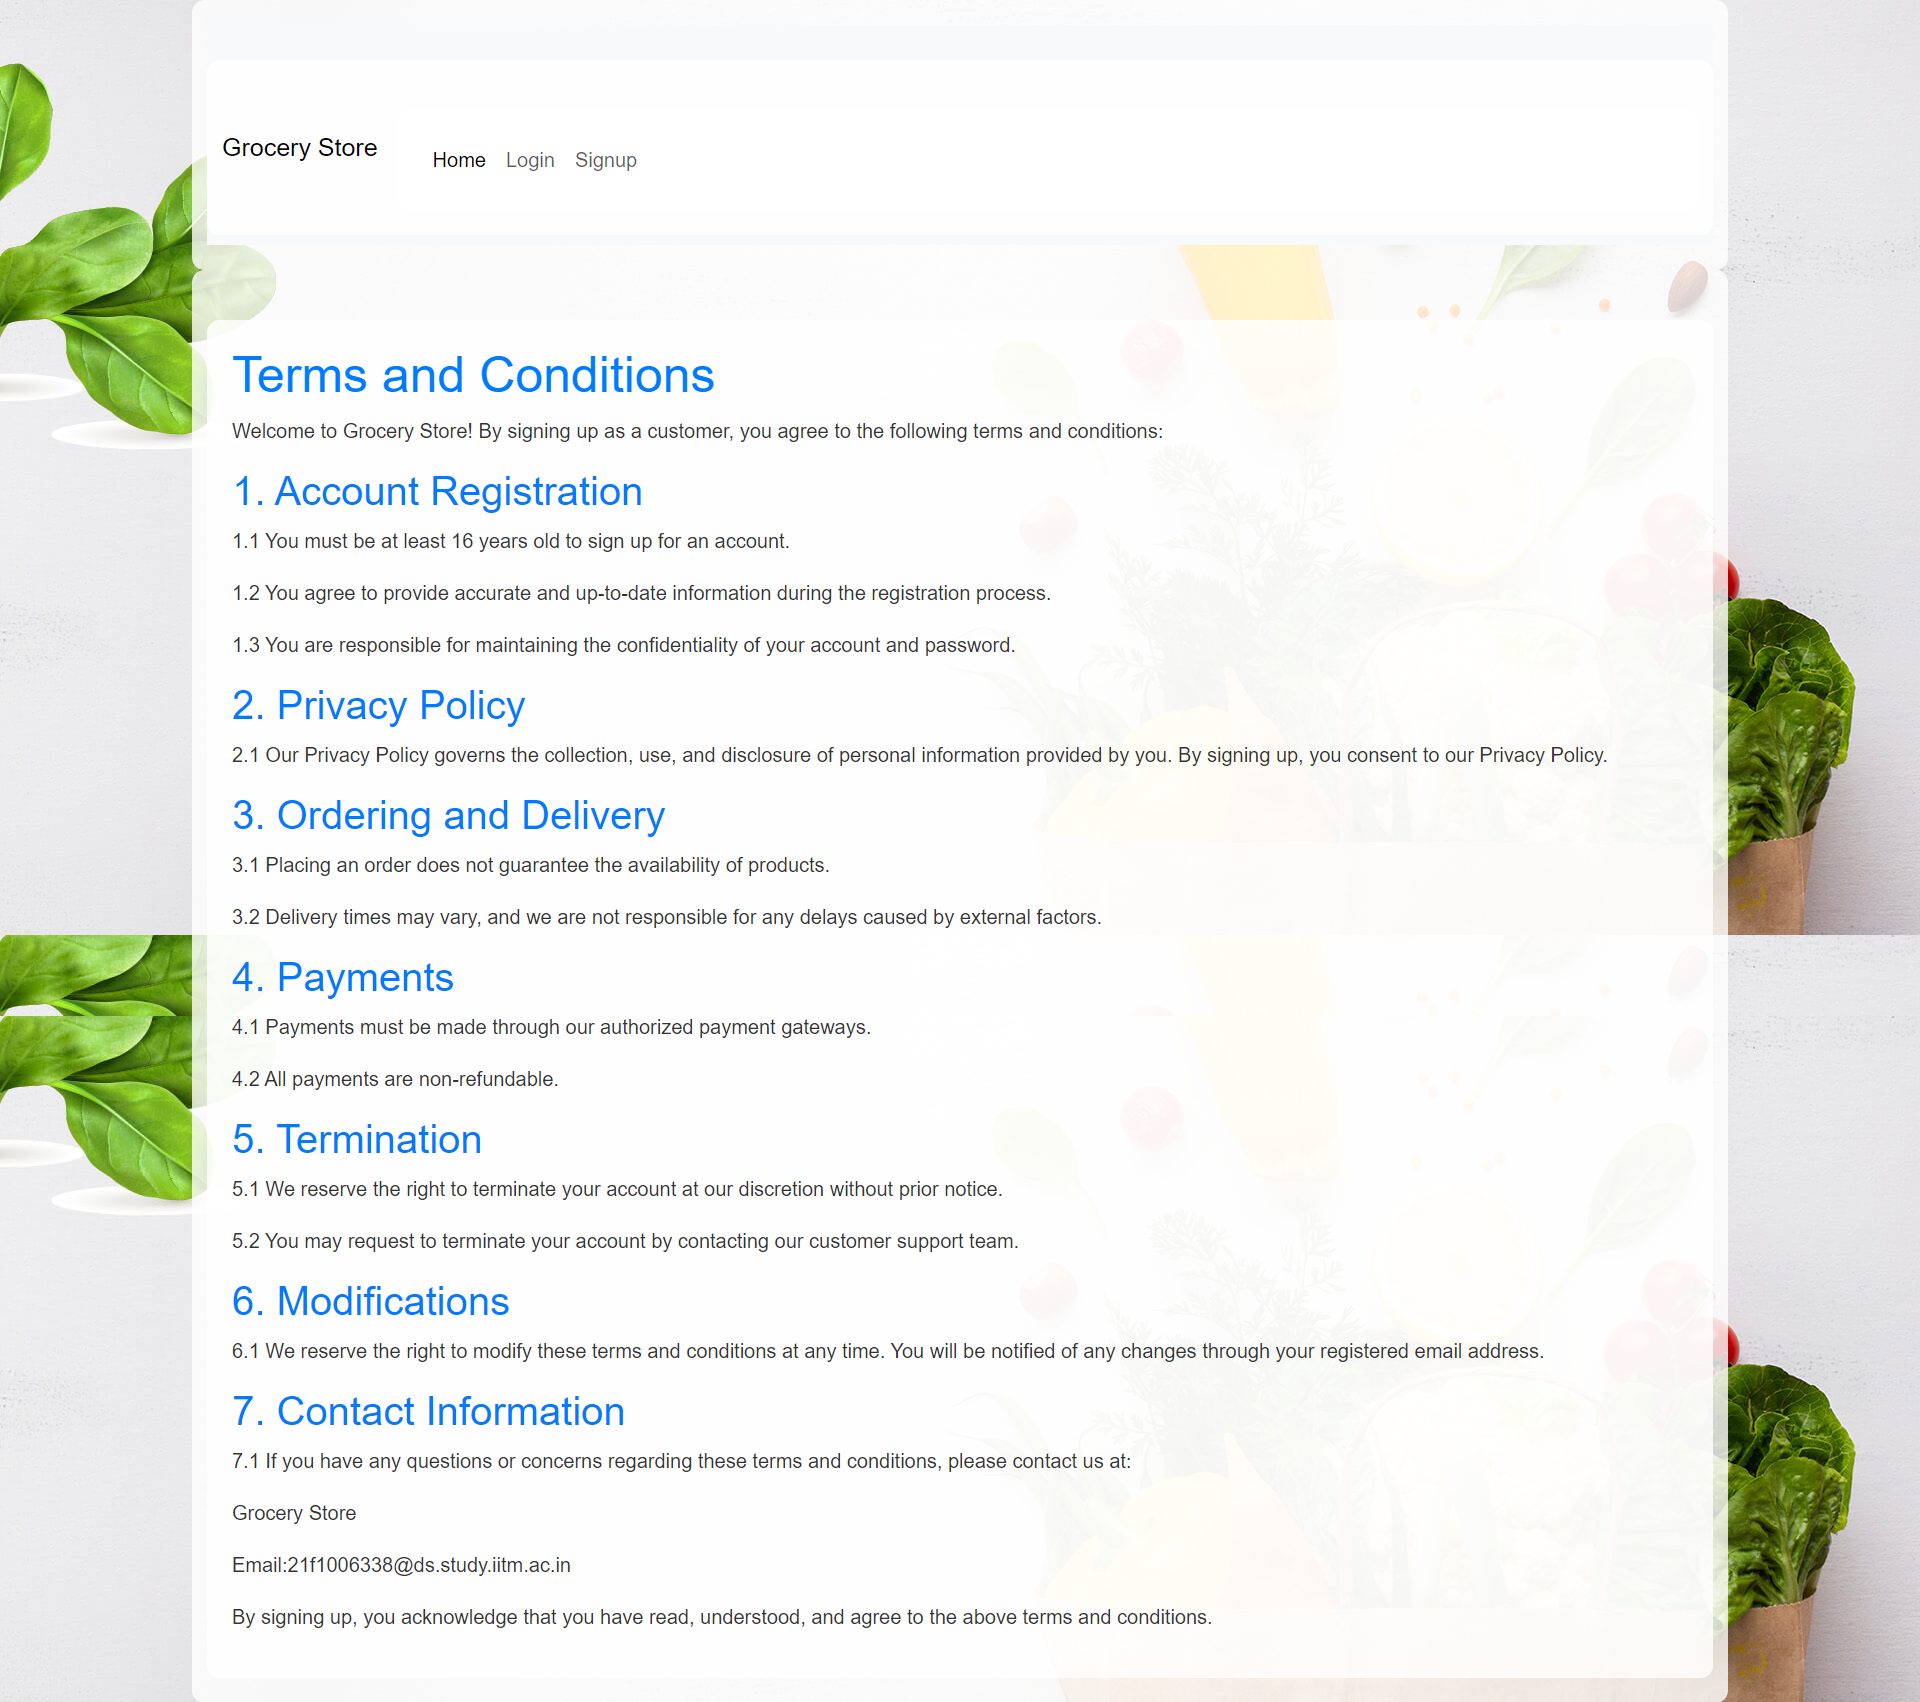 Grocery Store
Home Login Signup
Terms and Conditions
Welcome to Grocery Store! By signing up as a customer, you agree to the following terms and conditions:
1. Account Registration
1.1 You must be at least 16 years old to sign up for an account.
1.2 You agree to provide accurate and up-to-date information during the registration process.
1.3 You are responsible for maintaining the confidentiality of your account and password.
2. Privacy Policy
2.1 Our Privacy Policy governs the collection, use, and disclosure of personal information provided by you. By signing up, you consent to our Privacy Policy.
3. Ordering and Delivery
3.1 Placing an order does not guarantee the availability of products.
3.2 Delivery times may vary, and we are not responsible for any delays caused by external factors.
4. Payments
4.1 Payments must be made through our authorized payment gateways.
4.2 All payments are non-refundable.
5. Termination
5.1 We reserve the right to terminate your account at our discretion without prior notice.
5.2 You may request to terminate your account by contacting our customer support team.
6. Modifications
6.1 We reserve the right to modify these terms and conditions at any time. You will be notified of any changes through your registered email address.
7. Contact Information
7.1 If you have any questions or concerns regarding these terms and conditions, please contact us at:
Grocery Store
Email:21f1006338@ds.study.iitm.ac.in
By signing up, you acknowledge that you have read, understood, and agree to the above terms and conditions.